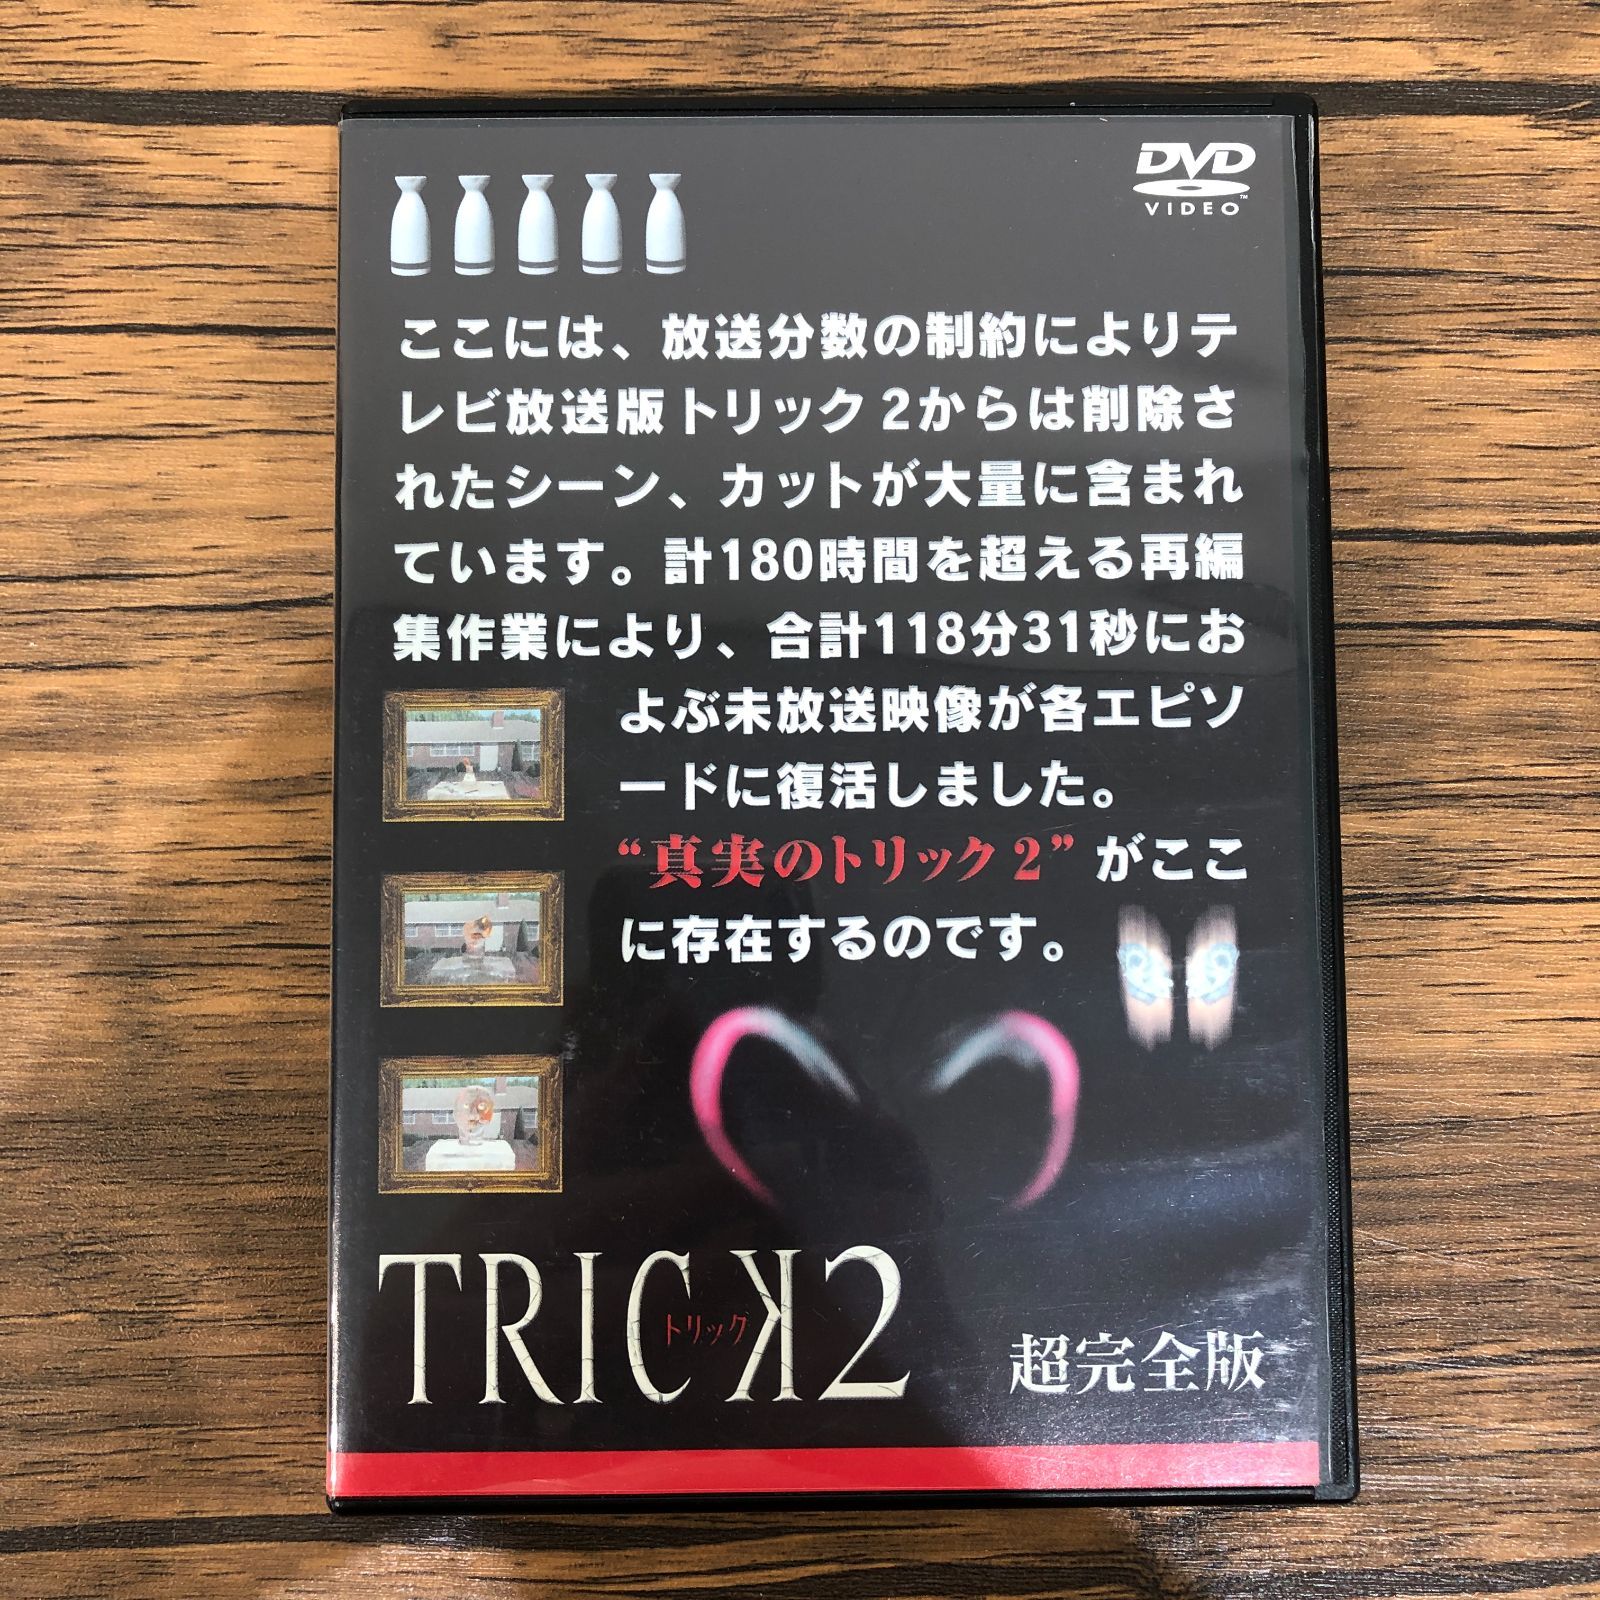 DVD
VIDEO
ここには、放送分数の制約によりテ
レビ放送版トリック2からは削除さ
れたシーン、カットが大量に含まれ
ています。計180時間を超える再編
集作業により、合計118分31秒にお
よぶ未放送映像が各エピソ
ードに復活しました。
“真実のトリック2”がここ
に存在するのです。
TRICK2
トリック
超完全版